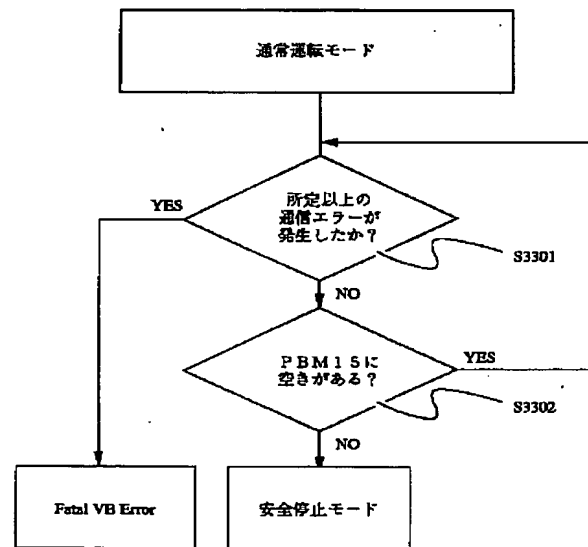 通常運転モード
YES
所定以上の
通信エラーが
発生したか？
S3301
NO
ＰＢＭ１５に
空きがある？
YES
S3302
NO
Fatal VB Error
安全停止モード